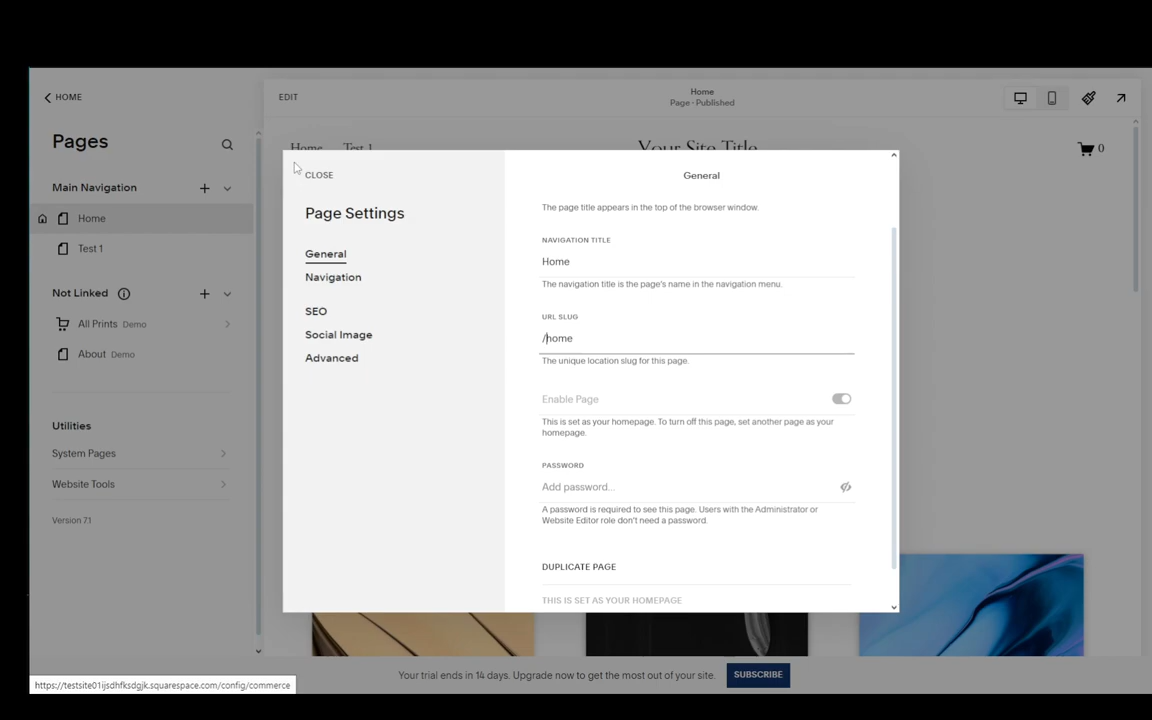 HOME
EDIT
Home
Page · Published
Pages
Home
Test 1
Your Site Title
0
Main Navigation
Home
Test 1
Not Linked
All Prints Demo
About Demo
Utilities
System Pages
Website Tools
Version 7.1
CLOSE
Page Settings
General
Navigation
SEO
Social Image
Advanced
General
The page title appears in the top of the browser window.
NAVIGATION TITLE
Home
The navigation title is the page's name in the navigation menu.
URL SLUG
/home
The unique location slug for this page.
Enable Page
This is set as your homepage. To turn off this page, set another page as your
homepage.
PASSWORD
Add password...
A password is required to see this page. Users with the Administrator or
Website Editor role don't need a password.
DUPLICATE PAGE
THIS IS SET AS YOUR HOMEPAGE
Your trial ends in 14 days. Upgrade now to get the most out of your site.
SUBSCRIBE
https://testsite01ijsdhfksdgjk.squarespace.com/config/commerce